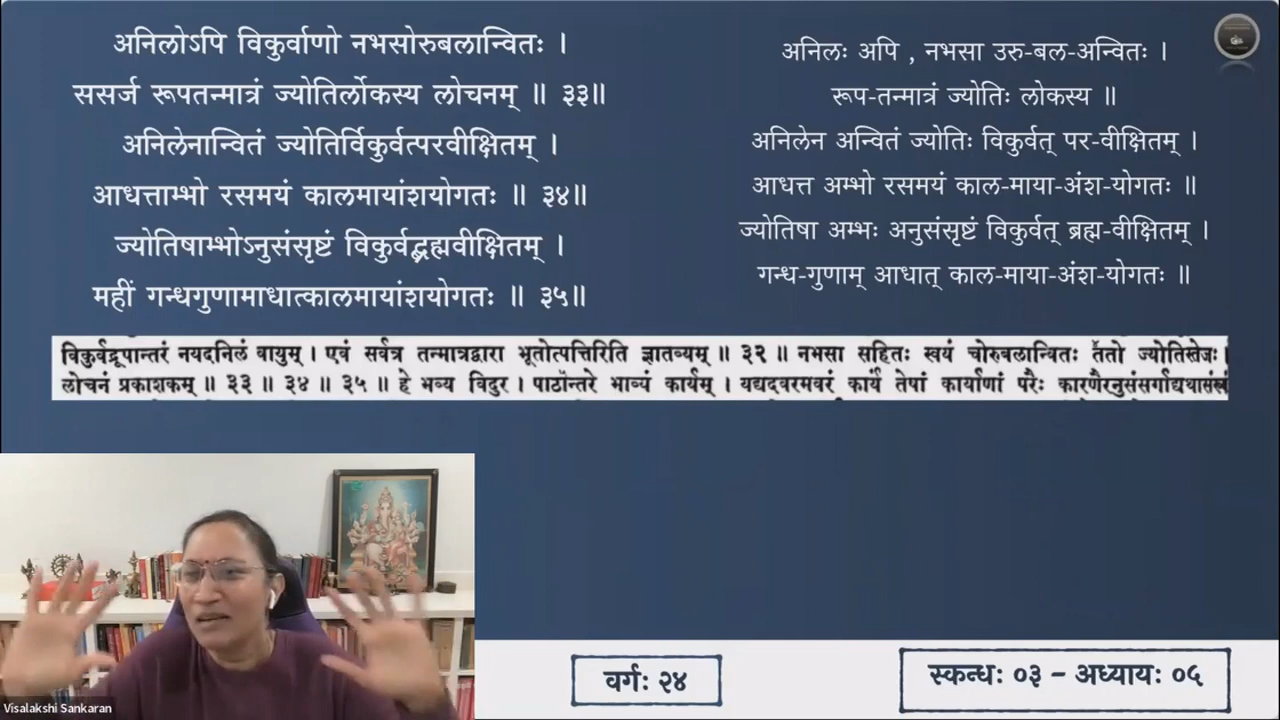 अनिलोऽपि विकुर्वाणो नभसोरुबलान्वितः ।
ससर्ज रूपतन्मात्रं ज्योतिर्लोकस्य लोचनम् ॥ ३३॥
अनिलेनान्वितं ज्योतिर्विकुर्वत्परवीक्षितम् ।
आधत्ताम्भो रसमयं कालमायांशयोगतः ॥ ३४॥
ज्योतिषाम्भोऽनुसंसृष्टं विकुर्वद्ब्रह्मवीक्षितम् ।
महीं गन्धगुणामाधात्कालमायांशयोगतः ॥ ३५॥
अनिलः अपि , नभसा उरु-बल-अन्वितः ।
रूप-तन्मात्रं ज्योतिः लोकस्य ॥
अनिलेन अन्वितं ज्योतिः विकुर्वत् पर-वीक्षितम् ।
आधत्त अम्भो रसमयं काल-माया-अंश-योगतः ॥
ज्योतिषा अम्भः अनुसंसृष्टं विकुर्वत् ब्रह्म-वीक्षितम् ।
गन्ध-गुणाम् आधात् काल-माया-अंश-योगतः ॥
विकुर्वद्रूपान्तरं नयदनिलं वायुम् । एवं सर्वत्र तन्मात्रद्वारा भूतोत्पत्तिरिति ज्ञातव्यम् ॥ ३२ ॥ नभसा सहितः स्वयं चोरुबलान्वितः ततो ज्योतिस्तेजः।
लोचनं प्रकाशकम् ॥ ३३ ॥ ३४ ॥ ३५ ॥ हे भव्य विदुर । पाठान्तरे भाव्यं कार्यम् । यद्यदवरमवरं कार्यं तेषां कार्याणां परैः कारणैरनुसंसर्गाद्यथासंख्यं
Visalakshi Sankaran
वर्गः २४
स्कन्धः ०३ – अध्यायः ०५